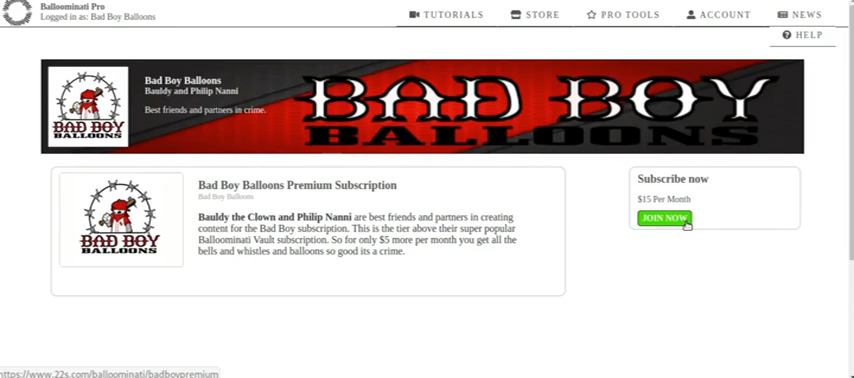 Balloominati Pro
Logged in as: Bad Boy Balloons
TUTORIALS
STORE
PRO TOOLS
ACCOUNT
NEWS
HELP
Bad Boy Balloons
Bauldy and Philip Nanni
Best friends and partners in crime.
BAD BOY
BALLOONS
BAD BOY
BALLOONS
BAD BOY
BALLOONS
Bad Boy Balloons Premium Subscription
Bad Boy Balloons
Bauldy the Clown and Philip Nanni are best friends and partners in creating
content for the Bad Boy subscription. This is the tier above their super popular
Balloominati Vault subscription. So for only $5 more per month you get all the
bells and whistles and balloons so good its a crime.
Subscribe now
$15 Per Month
JOIN NOW
https://www.22s.com/balloominati/badboypremium